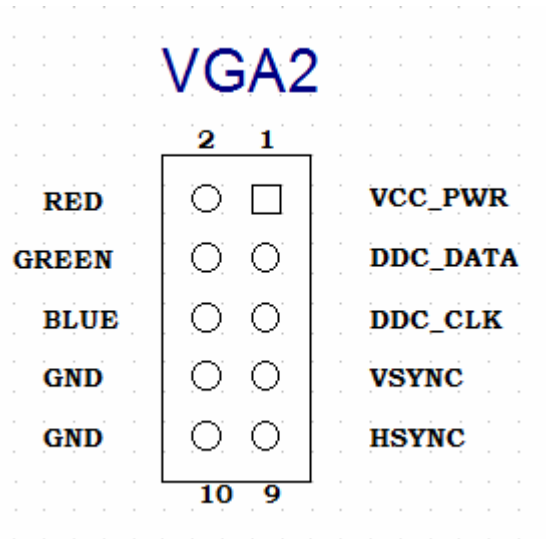 VGA2
2 1
RED VCC_PWR
GREEN DDC_DATA
BLUE DDC_CLK
GND VSYNC
GND HSYNC
10 9